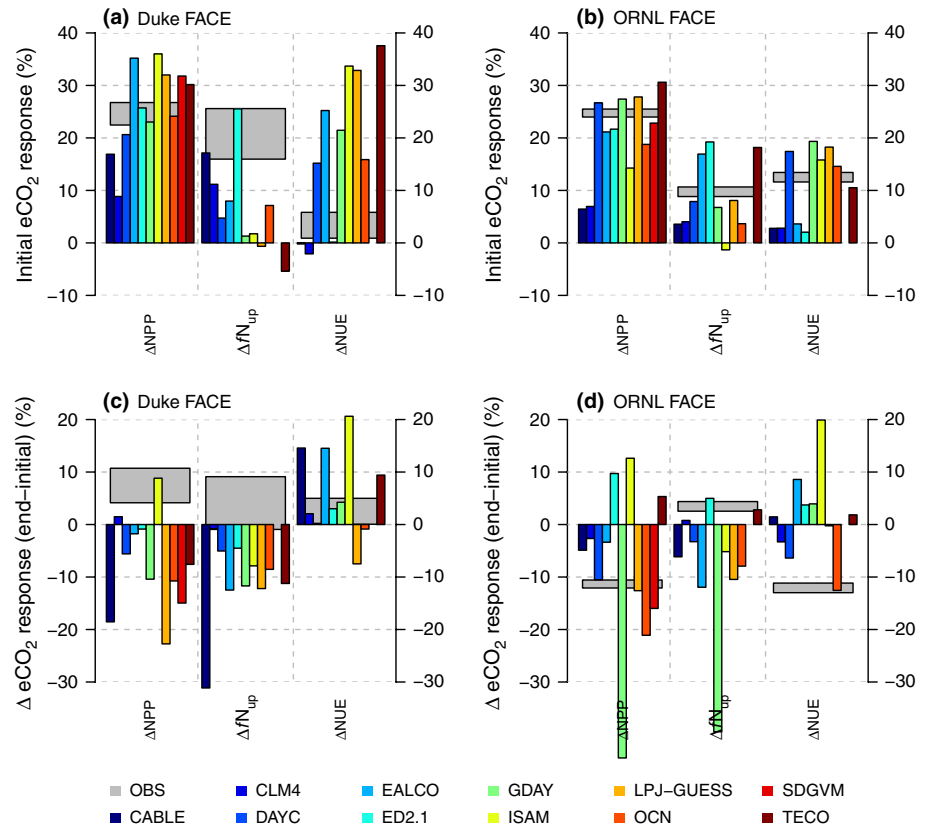 (a) Duke FACE
(b) ORNL FACE
Initial eCO₂ response (%)
40
30
20
10
0
−10
40
30
20
10
0
−10
ΔNPP
ΔfNup
ΔNUE
Initial eCO₂ response (%)
40
30
20
10
0
−10
40
30
20
10
0
−10
ΔNPP
ΔfNup
ΔNUE
(c) Duke FACE
(d) ORNL FACE
Δ eCO₂ response (end−initial) (%)
20
10
0
−10
−20
−30
20
10
0
−10
−20
−30
ΔNPP
ΔfNup
ΔNUE
Δ eCO₂ response (end−initial) (%)
20
10
0
−10
−20
−30
20
10
0
−10
−20
−30
ΔNPP
ΔfNup
ΔNUE
OBS CLM4 EALCO GDAY LPJ−GUESS SDGVM
CABLE DAYC ED2.1 ISAM OCN TECO